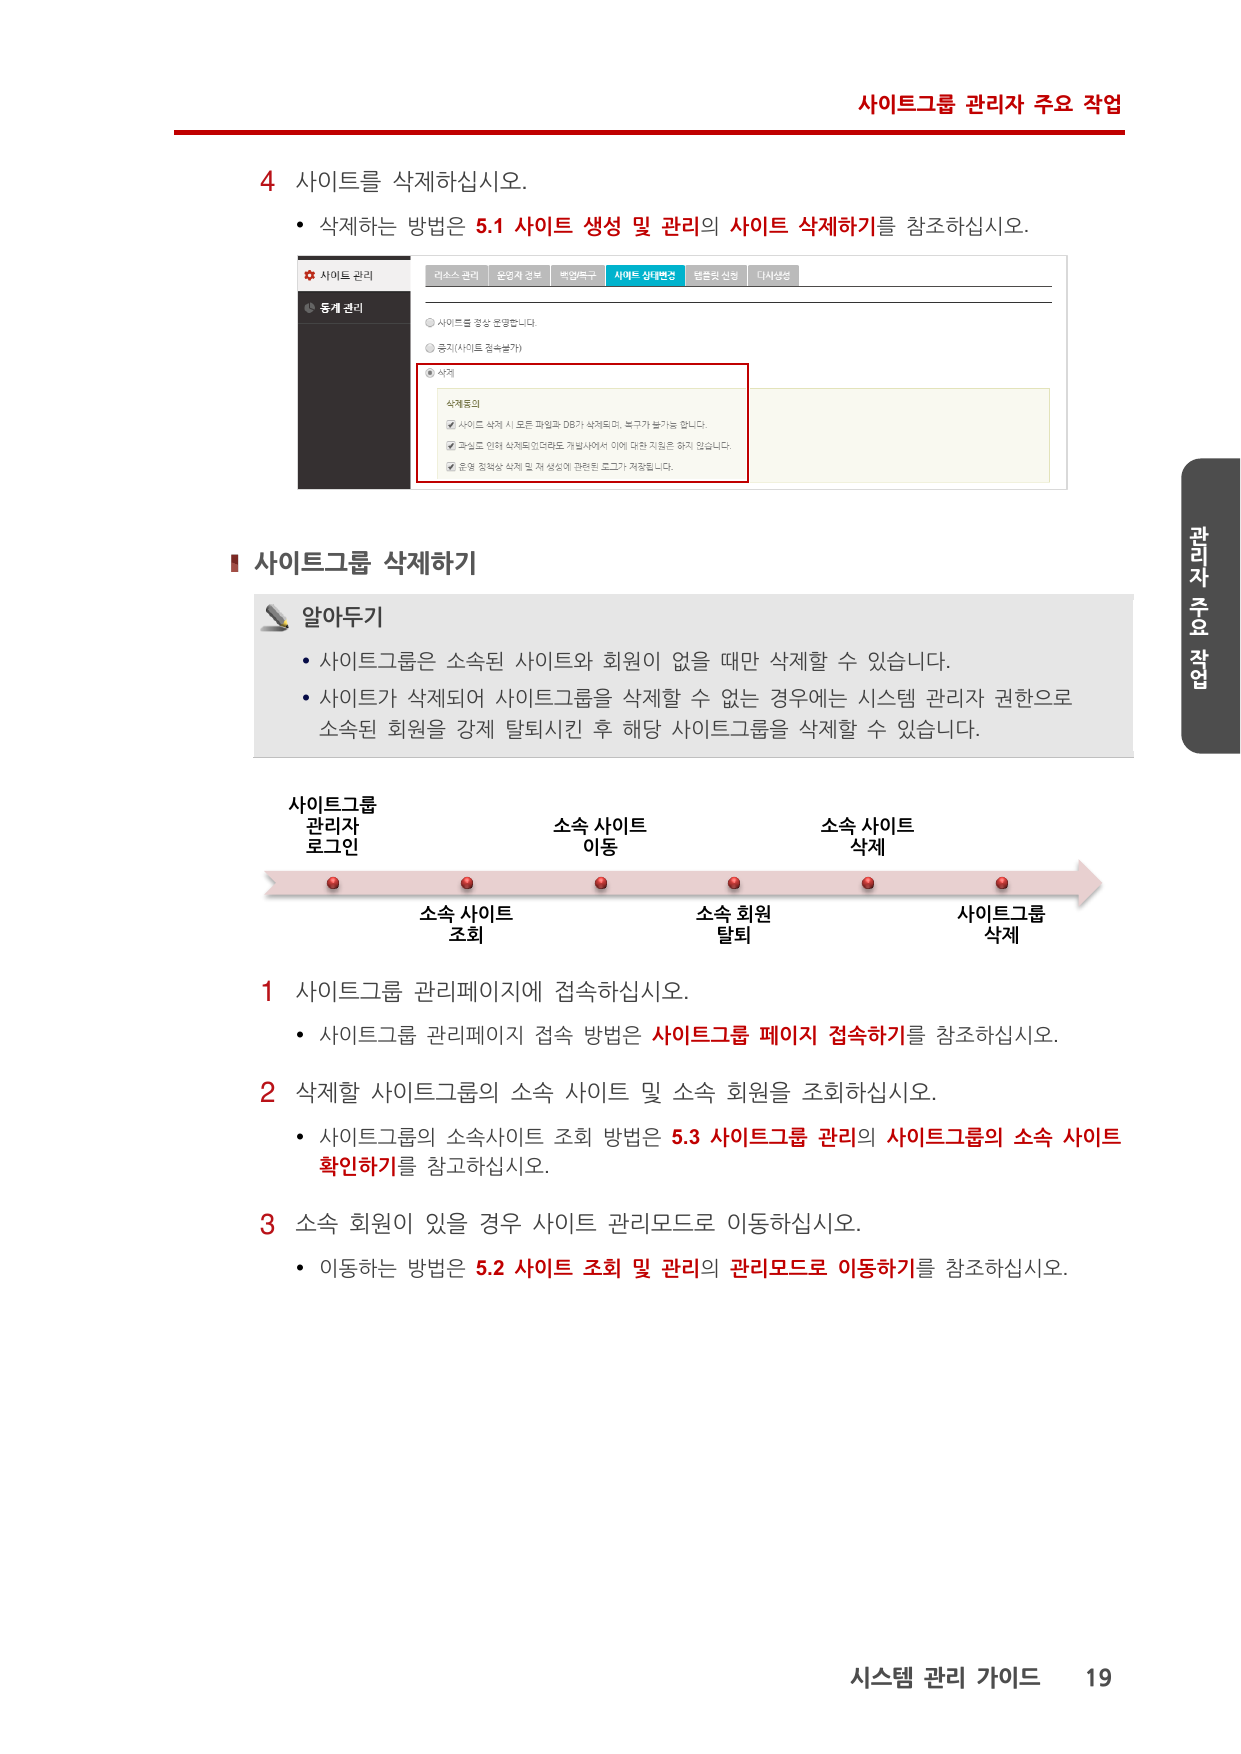 사이트그룹 관리자 주요 작업
4 사이트를 삭제하십시오.
• 삭제하는 방법은 5.1 사이트 생성 및 관리의 사이트 삭제하기를 참조하십시오.
사이트 관리
통계 관리
리소스 관리 운영자 정보 백업/복구 사이트 상태변경 템플릿 신청 다시생성
사이트를 정상 운영합니다.
중지(사이트 접속불가)
삭제
삭제동의
사이트 삭제 시 모든 파일과 DB가 삭제되며, 복구가 불가능 합니다.
과실로 인해 삭제되었더라도 개발사에서 이에 대한 지원은 하지 않습니다.
운영 정책상 삭제 및 재 생성에 관련된 로그가 저장됩니다.
사이트그룹 삭제하기
알아두기
• 사이트그룹은 소속된 사이트와 회원이 없을 때만 삭제할 수 있습니다.
• 사이트가 삭제되어 사이트그룹을 삭제할 수 없는 경우에는 시스템 관리자 권한으로
소속된 회원을 강제 탈퇴시킨 후 해당 사이트그룹을 삭제할 수 있습니다.
사이트그룹
관리자
로그인
소속 사이트
조회
소속 사이트
이동
소속 회원
탈퇴
소속 사이트
삭제
사이트그룹
삭제
1 사이트그룹 관리페이지에 접속하십시오.
• 사이트그룹 관리페이지 접속 방법은 사이트그룹 페이지 접속하기를 참조하십시오.
2 삭제할 사이트그룹의 소속 사이트 및 소속 회원을 조회하십시오.
• 사이트그룹의 소속사이트 조회 방법은 5.3 사이트그룹 관리의 사이트그룹의 소속 사이트
확인하기를 참고하십시오.
3 소속 회원이 있을 경우 사이트 관리모드로 이동하십시오.
• 이동하는 방법은 5.2 사이트 조회 및 관리의 관리모드로 이동하기를 참조하십시오.
관리자 주요 작업
시스템 관리 가이드 19